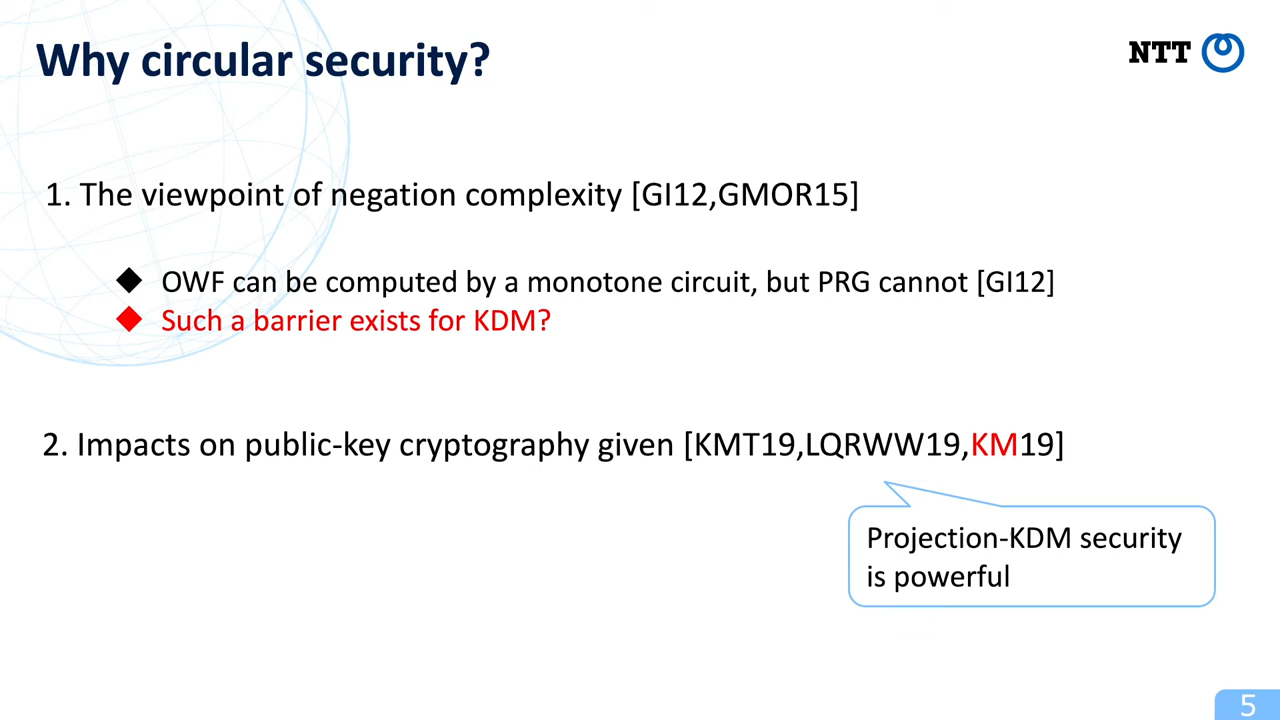 Why circular security?
NTT
1. The viewpoint of negation complexity [GI12,GMOR15]
OWF can be computed by a monotone circuit, but PRG cannot [GI12]
Such a barrier exists for KDM?
2. Impacts on public-key cryptography given [KMT19,LQRWW19,KM19]
Projection-KDM security
is powerful
5